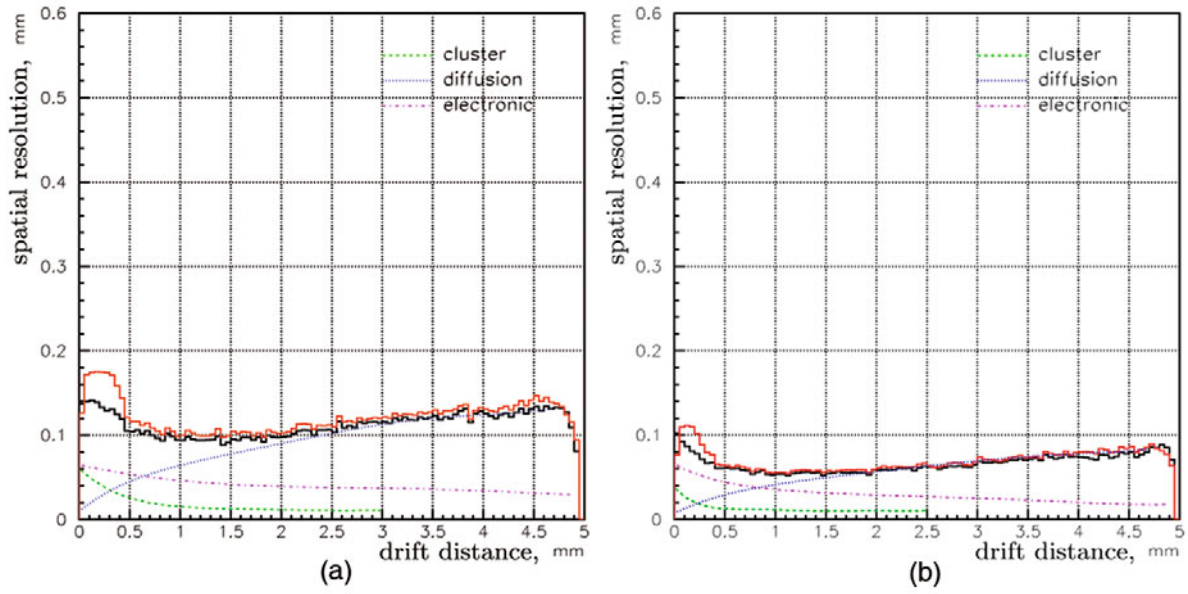 spatial resolution, mm
0.6
0.5
0.4
0.3
0.2
0.1
0
cluster
diffusion
electronic
0 0.5 1 1.5 2 2.5 3 3.5 4 4.5 5
drift distance, mm
(a)
spatial resolution, mm
0.6
0.5
0.4
0.3
0.2
0.1
0
cluster
diffusion
electronic
0 0.5 1 1.5 2 2.5 3 3.5 4 4.5 5
drift distance, mm
(b)